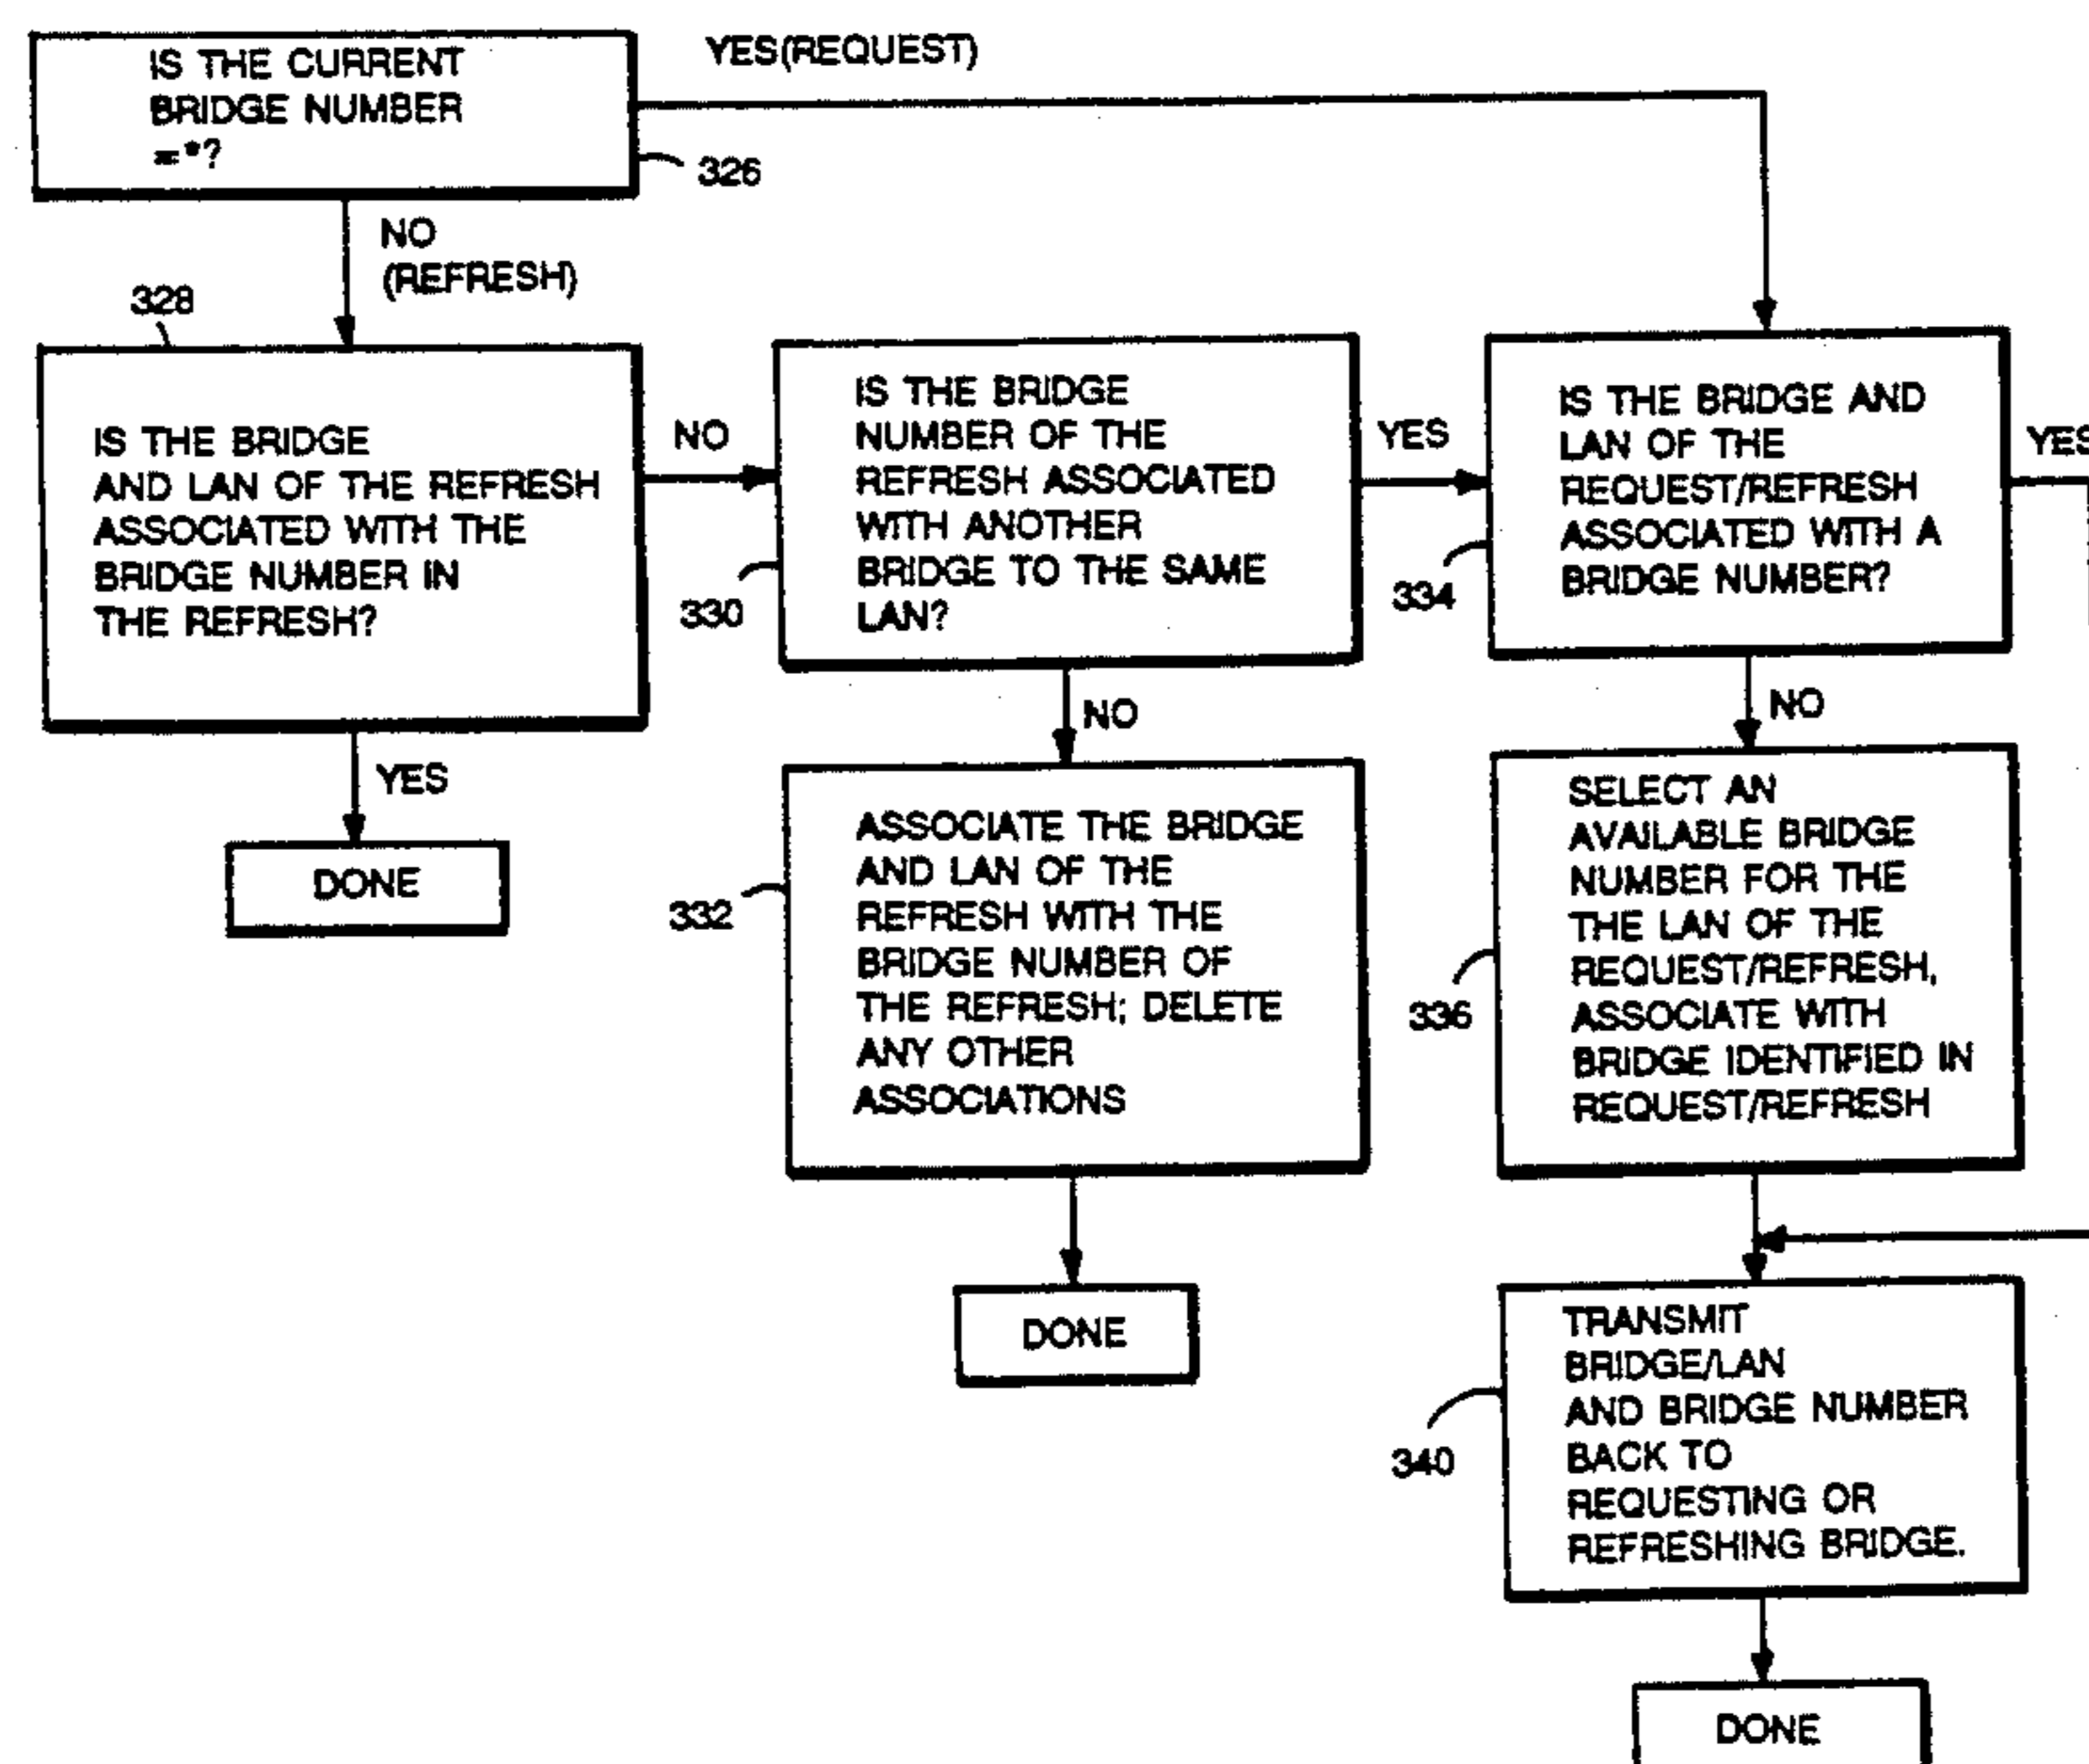 IS THE CURRENT
BRIDGE NUMBER
=*?
326
YES(REQUEST)
NO
(REFRESH)
328
IS THE BRIDGE
AND LAN OF THE REFRESH
ASSOCIATED WITH THE
BRIDGE NUMBER IN
THE REFRESH?
NO
YES
DONE
IS THE BRIDGE
NUMBER OF THE
REFRESH ASSOCIATED
WITH ANOTHER
BRIDGE TO THE SAME
LAN?
330
YES
NO
332
ASSOCIATE THE BRIDGE
AND LAN OF THE
REFRESH WITH THE
BRIDGE NUMBER OF
THE REFRESH; DELETE
ANY OTHER
ASSOCIATIONS
DONE
IS THE BRIDGE AND
LAN OF THE
REQUEST/REFRESH
ASSOCIATED WITH A
BRIDGE NUMBER?
334
YES
NO
336
SELECT AN
AVAILABLE BRIDGE
NUMBER FOR THE
THE LAN OF THE
REQUEST/REFRESH,
ASSOCIATE WITH
BRIDGE IDENTIFIED IN
REQUEST/REFRESH
340
TRANSMIT
BRIDGE/LAN
AND BRIDGE NUMBER
BACK TO
REQUESTING OR
REFRESHING BRIDGE.
DONE